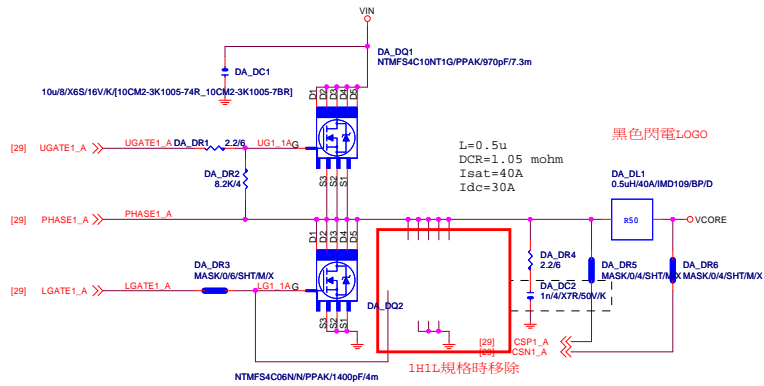 VIN
DA_DQ1
NTMFS4C10NT1G/PPAK/970pF/7.3m
DA_DC1
10u/8/X6S/16V/K/[10CM2-3K1005-74R_10CM2-3K1005-7BR]
D1
D2
D3
D4
D5
[29] UGATE1_A
UGATE1_A
DA_DR1
2.2/6
UG1_1A
G
S3
S2
S1
L=0.5u
DCR=1.05 mohm
Isat=40A
Idc=30A
黑色閃電LOGO
DA_DR2
8.2K/4
DA_DL1
0.5uH/40A/IMD109/BP/D
R50
VCORE
[29] PHASE1_A
PHASE1_A
D1
D2
D3
D4
D5
DA_DR3
MASK/0/6/SHT/M/X
DA_DR4
2.2/6
DA_DR5
MASK/0/4/SHT/M/X
DA_DR6
MASK/0/4/SHT/M/X
[29] LGATE1_A
LGATE1_A
LG1_1A
G
DA_DC2
1n/4/X7R/50V/K
DA_DQ2
S3
S2
S1
[29] CSP1_A
[29] CSN1_A
1H1L規格時移除
NTMFS4C06N/N/PPAK/1400pF/4m